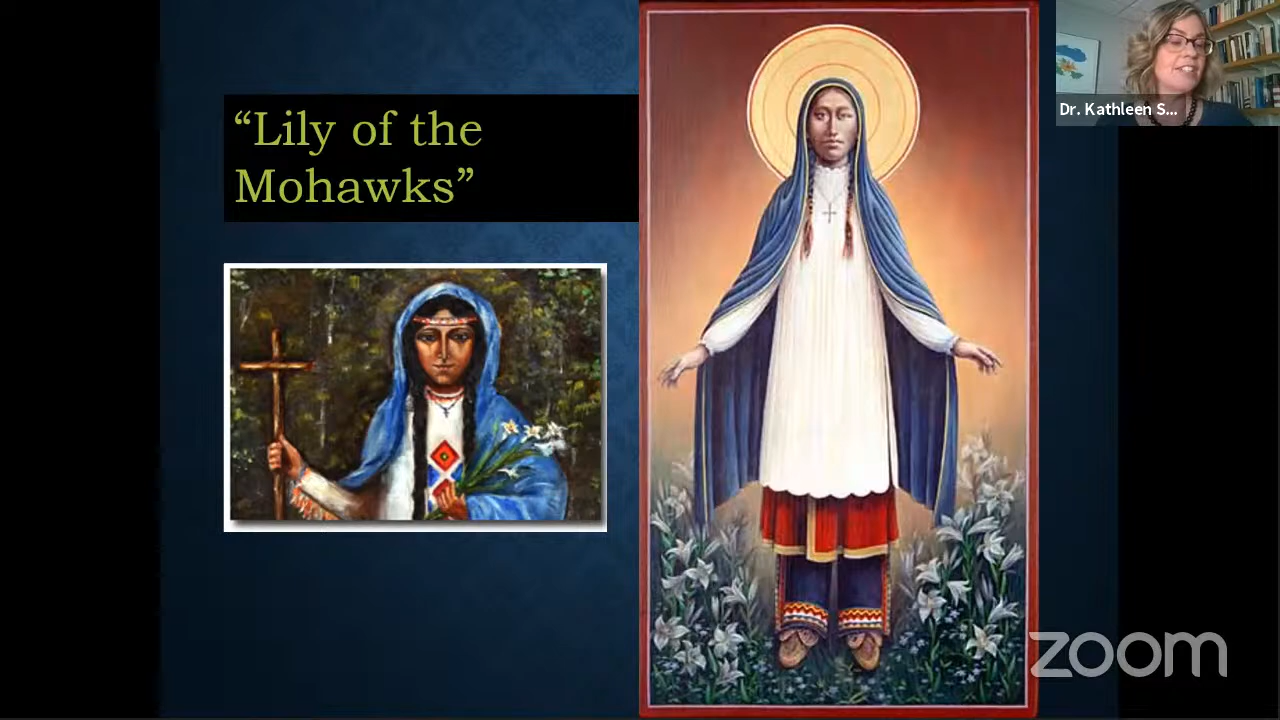 “Lily of the
Mohawks”
Dr. Kathleen S...
zoom